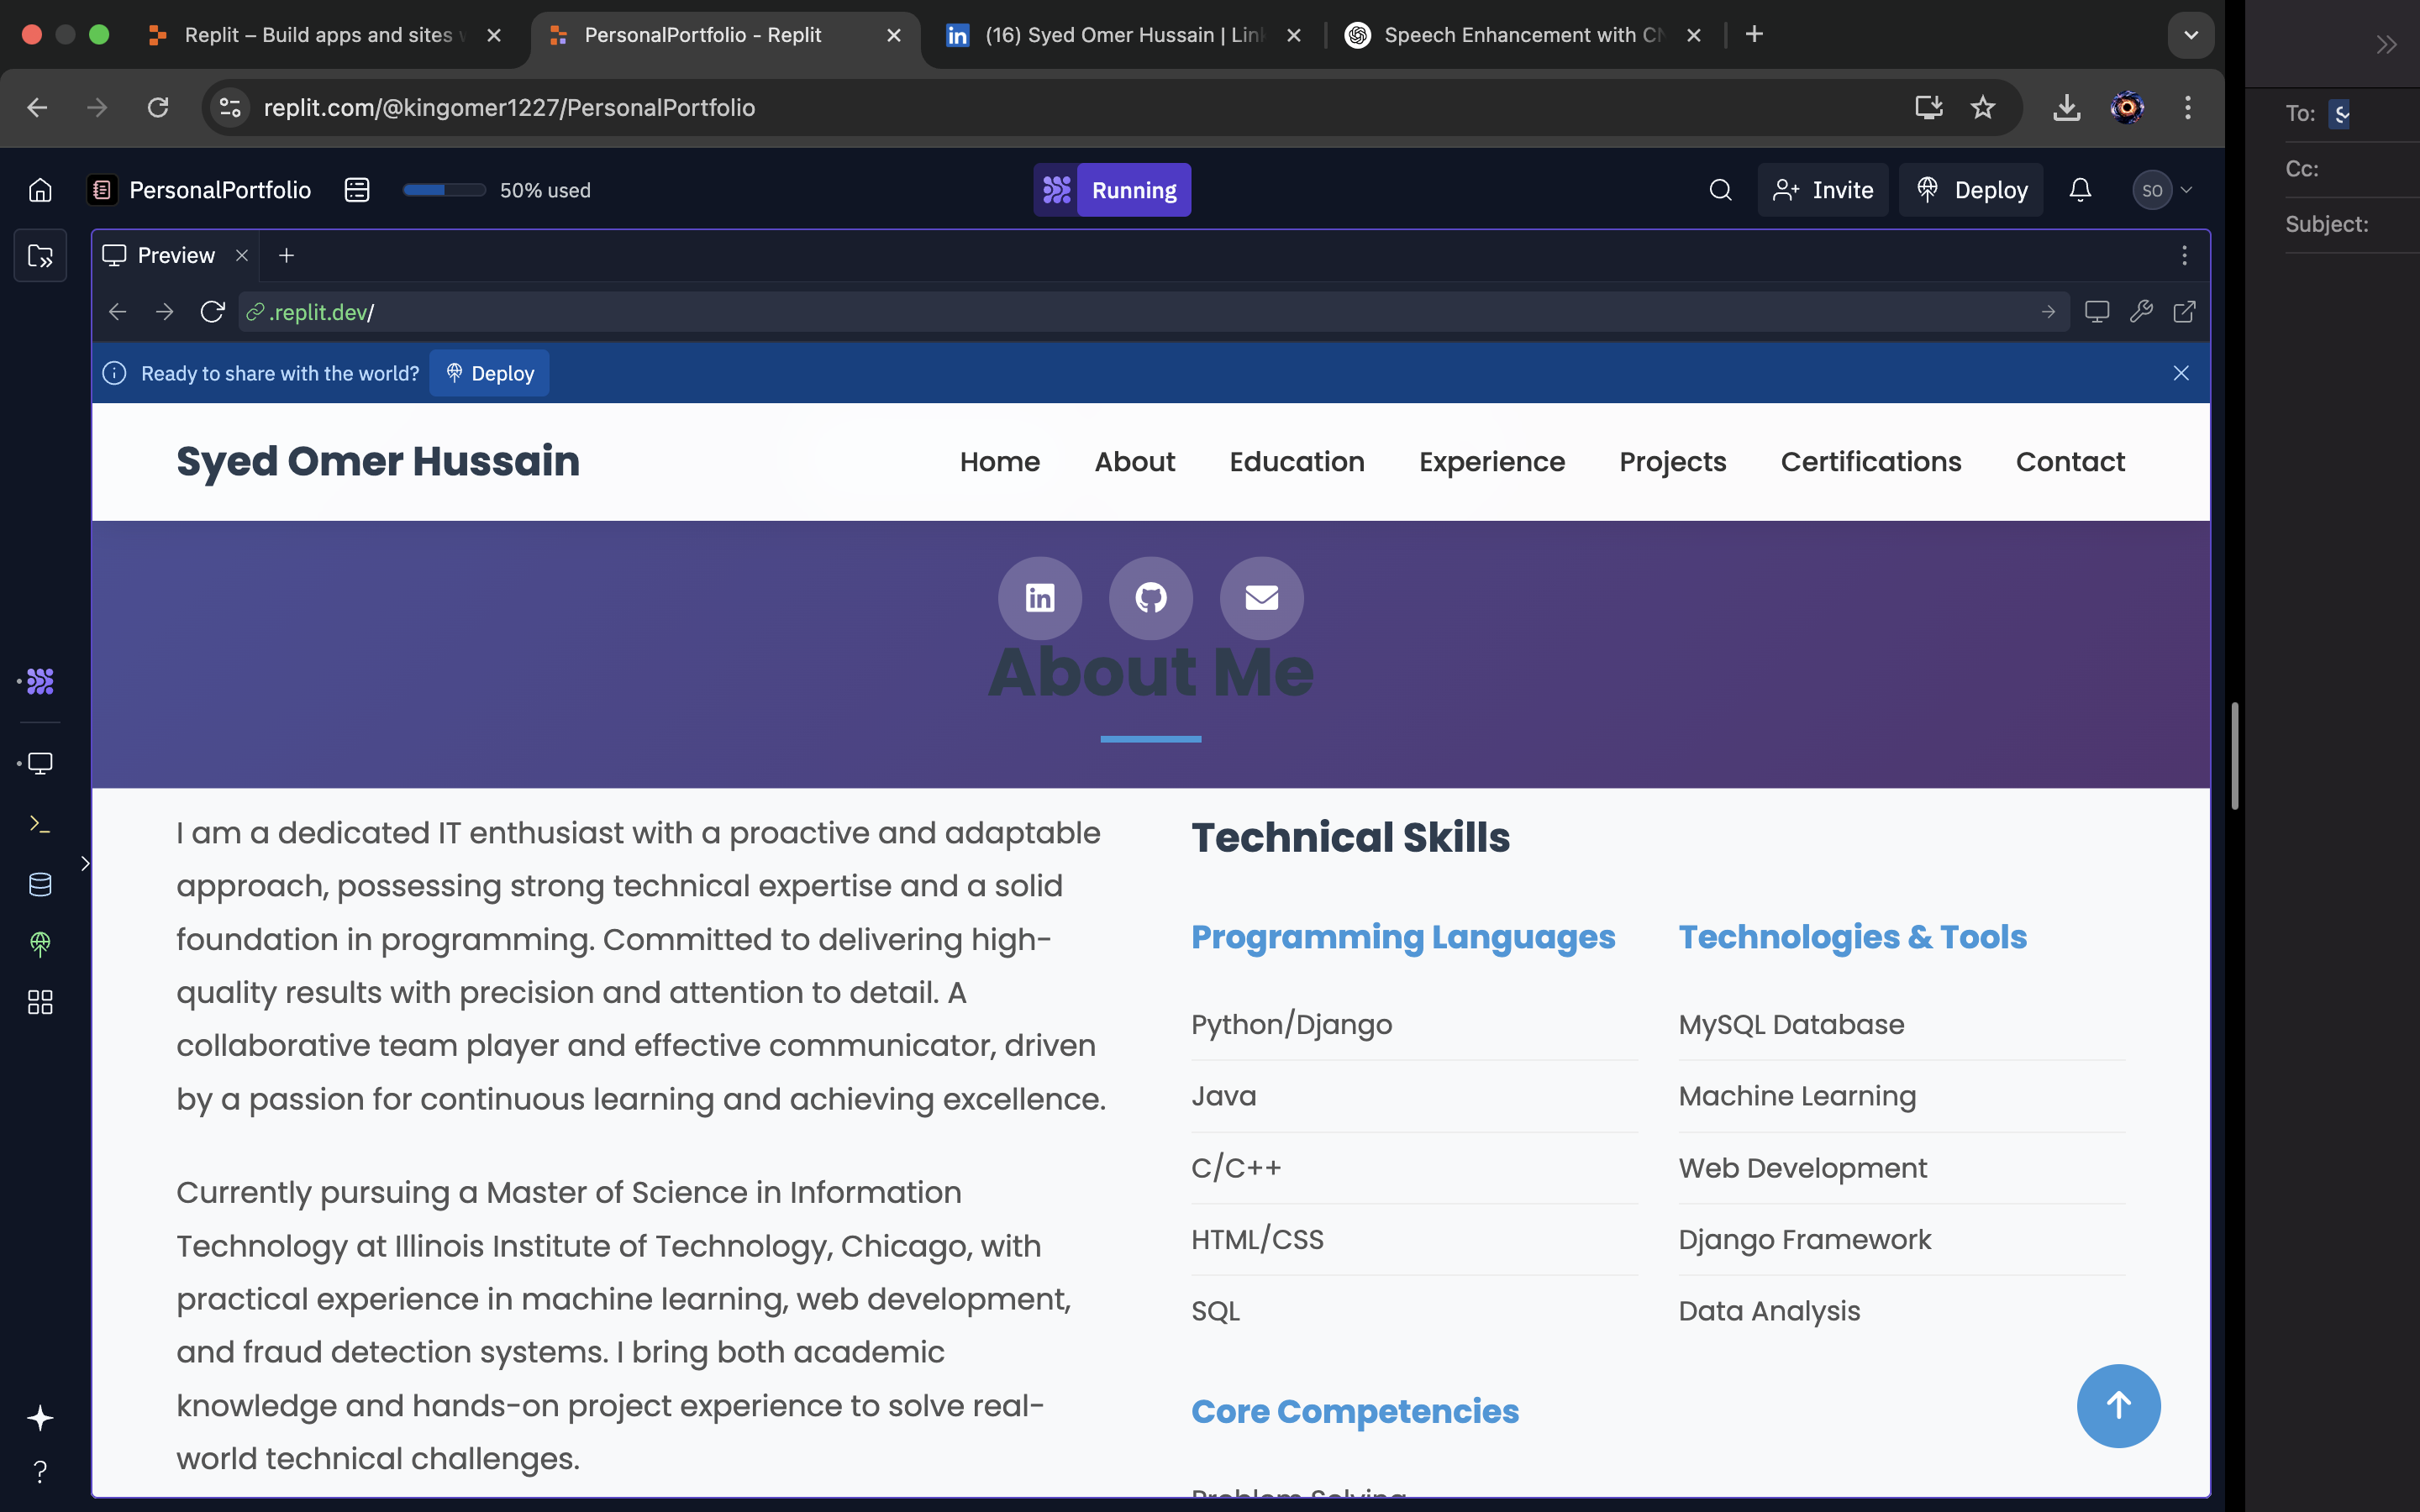 Replit – Build apps and sites
PersonalPortfolio - Replit
(16) Syed Omer Hussain | Lin
Speech Enhancement with C
replit.com/@kingomer1227/PersonalPortfolio
To:
Cc:
Subject:
PersonalPortfolio
50% used
Running
Invite
Deploy
SO
Preview
.replit.dev/
Ready to share with the world?
Deploy
Syed Omer Hussain
Home
About
Education
Experience
Projects
Certifications
Contact
About Me
I am a dedicated IT enthusiast with a proactive and adaptable
approach, possessing strong technical expertise and a solid
foundation in programming. Committed to delivering high-
quality results with precision and attention to detail. A
collaborative team player and effective communicator, driven
by a passion for continuous learning and achieving excellence.
Currently pursuing a Master of Science in Information
Technology at Illinois Institute of Technology, Chicago, with
practical experience in machine learning, web development,
and fraud detection systems. I bring both academic
knowledge and hands-on project experience to solve real-
world technical challenges.
Technical Skills
Programming Languages
Python/Django
Java
C/C++
HTML/CSS
SQL
Technologies & Tools
MySQL Database
Machine Learning
Web Development
Django Framework
Data Analysis
Core Competencies
Problem Solving